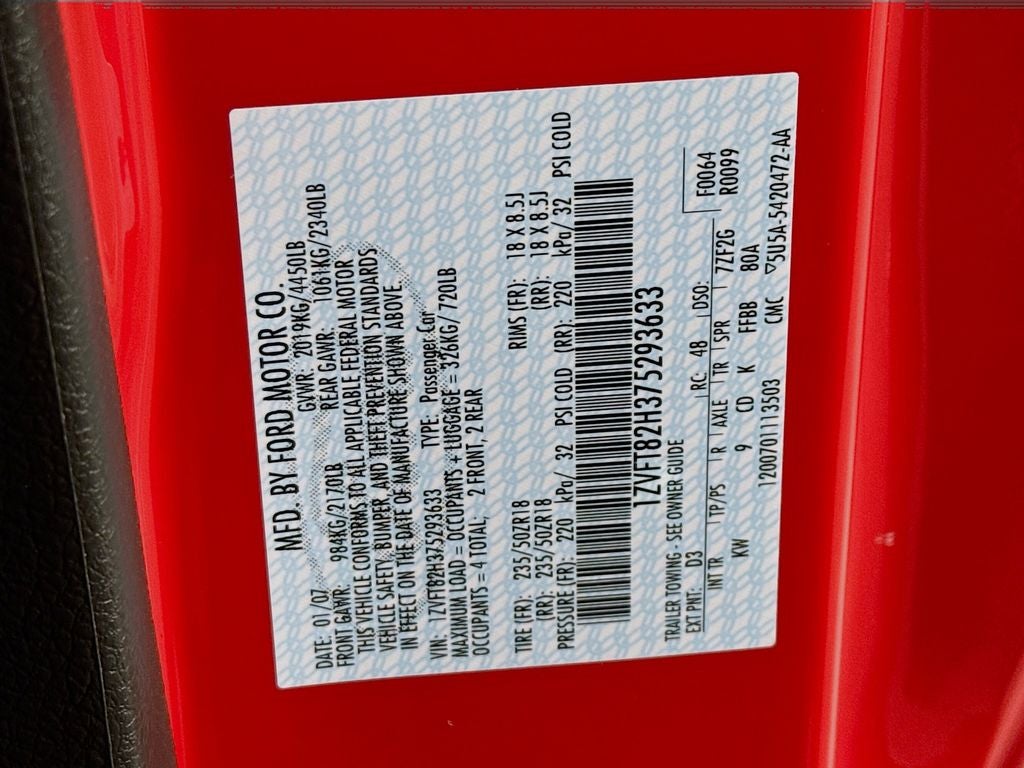 MFD. BY FORD MOTOR CO.
DATE: 01/07 GVWR: 2019KG/4450LB
FRONT GAWR: 984KG/2170LB REAR GAWR: 1061KG/2340LB
THIS VEHICLE CONFORMS TO ALL APPLICABLE FEDERAL MOTOR
VEHICLE SAFETY, BUMPER, AND THEFT PREVENTION STANDARDS
IN EFFECT ON THE DATE OF MANUFACTURE SHOWN ABOVE.
VIN: 1ZVFT82H375293633 TYPE: Passenger Car
MAXIMUM LOAD = OCCUPANTS + LUGGAGE = 326KG/720LB
OCCUPANTS = 4 TOTAL; 2 FRONT, 2 REAR
TIRE (FR): 235/50ZR18 RIMS (FR): 18 X 8.5J
(RR): 235/50ZR18 (RR): 18 X 8.5J
PRESSURE (FR): 220 kPa/ 32 PSI COLD (RR): 220 kPa/ 32 PSI COLD
1ZVFT82H375293633
TRAILER TOWING - SEE OWNER GUIDE F0064
EXT PNT: D3 RC: 48 DSO: R0099
INT TR TP/PS R AXLE TR SPR 7ZF2G
KW 9 CD K FFBB 80A
1200701113503 CMC ▽5U5A-5420472-AA